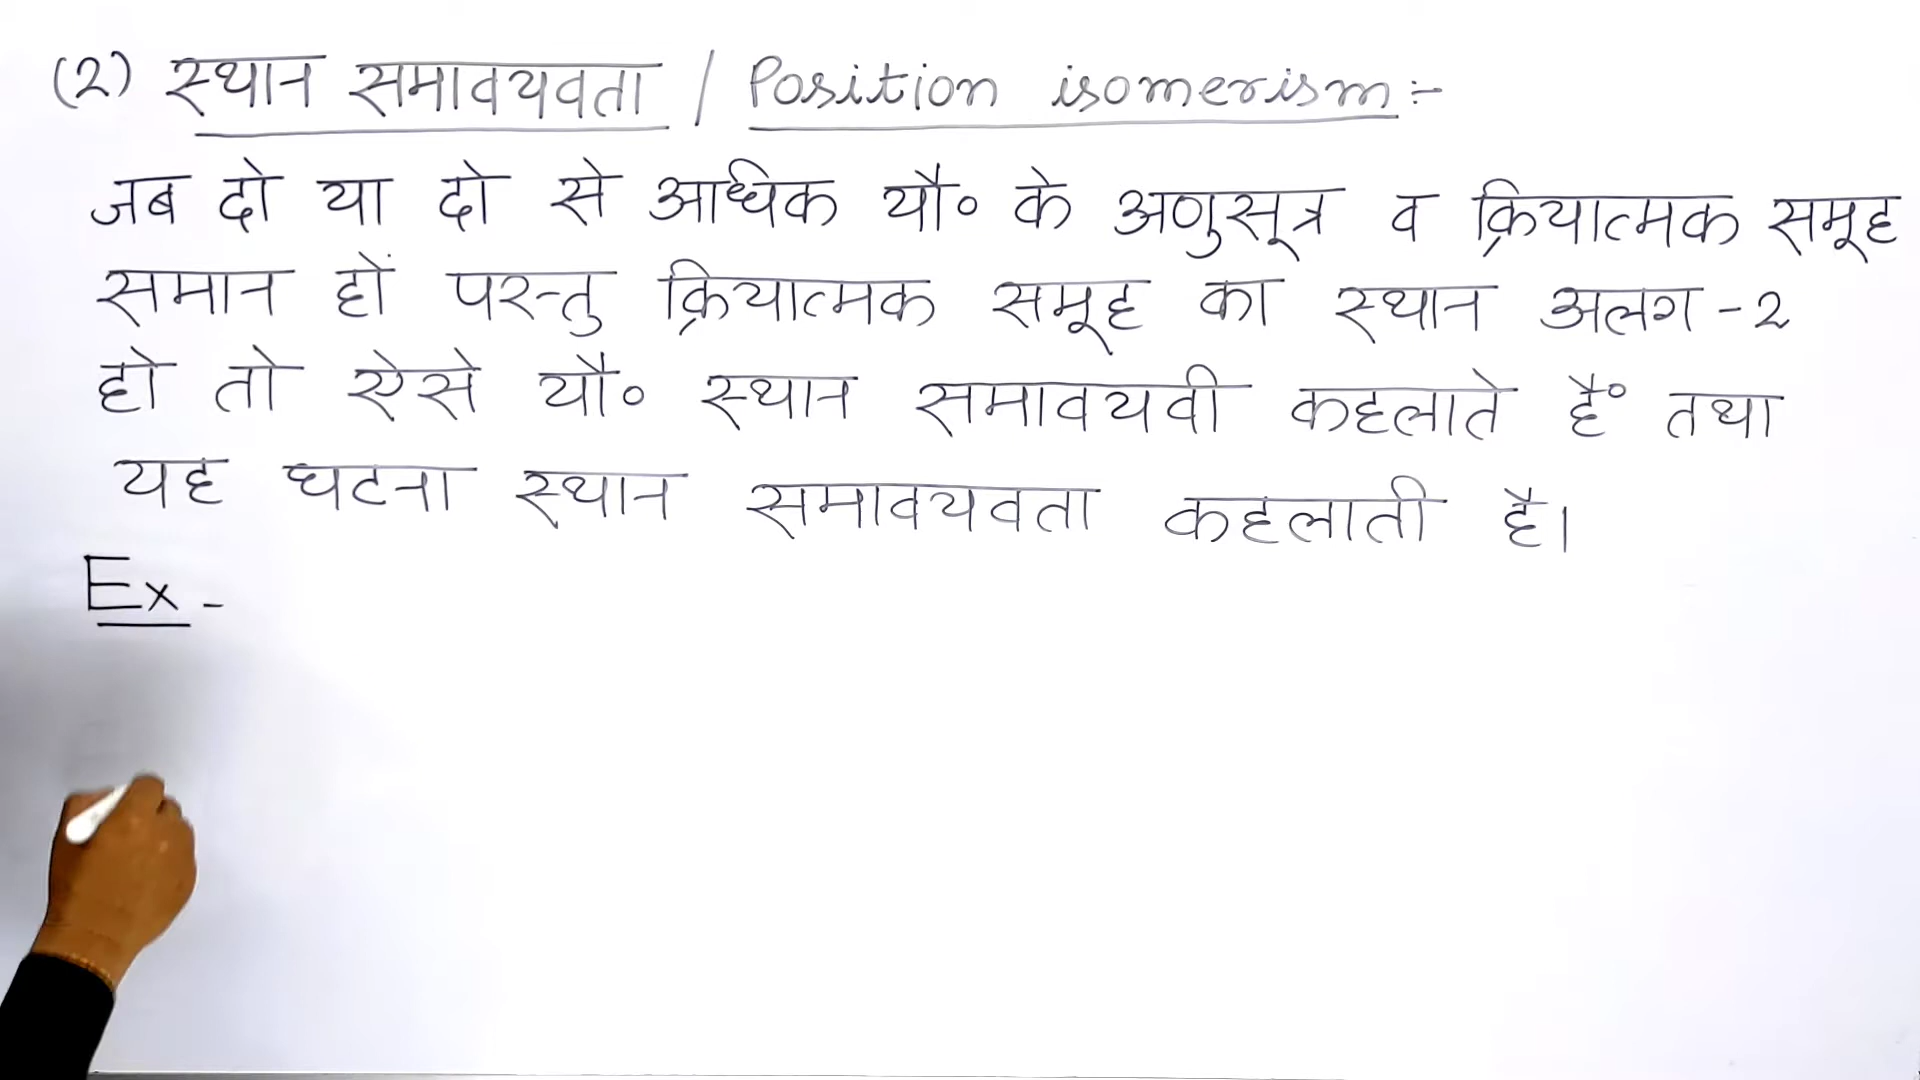 (2) स्थान समावयवता / Position isomerism :-
जब दो या दो से अधिक यौ० के अणुसूत्र व क्रियात्मक समूह
समान हों परन्तु क्रियात्मक समूह का स्थान अलग-2
हो तो ऐसे यौ० स्थान समावयवी कहलाते हैं तथा
यह घटना स्थान समावयवता कहलाती है।
Ex -